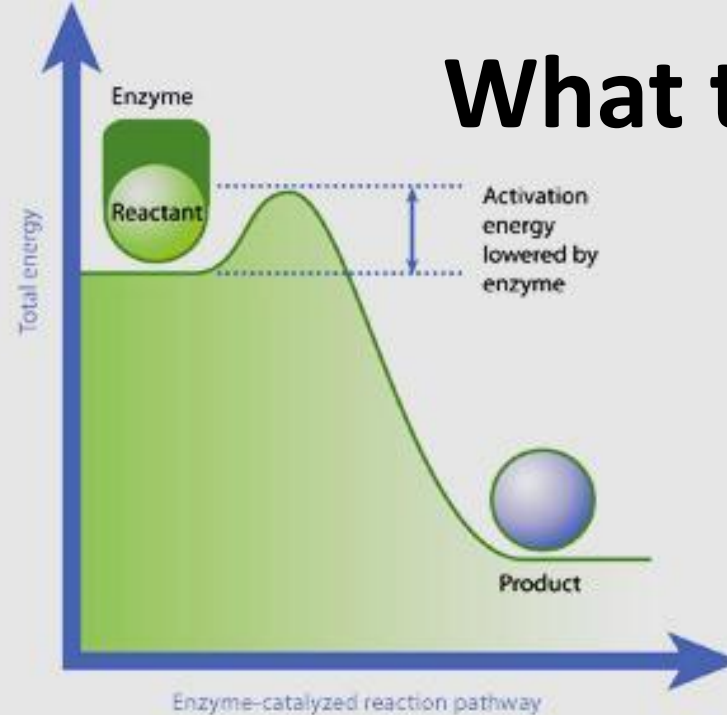 What t
Enzyme
Reactant
Activation
energy
lowered by
enzyme
Total energy
Product
Enzyme-catalyzed reaction pathway